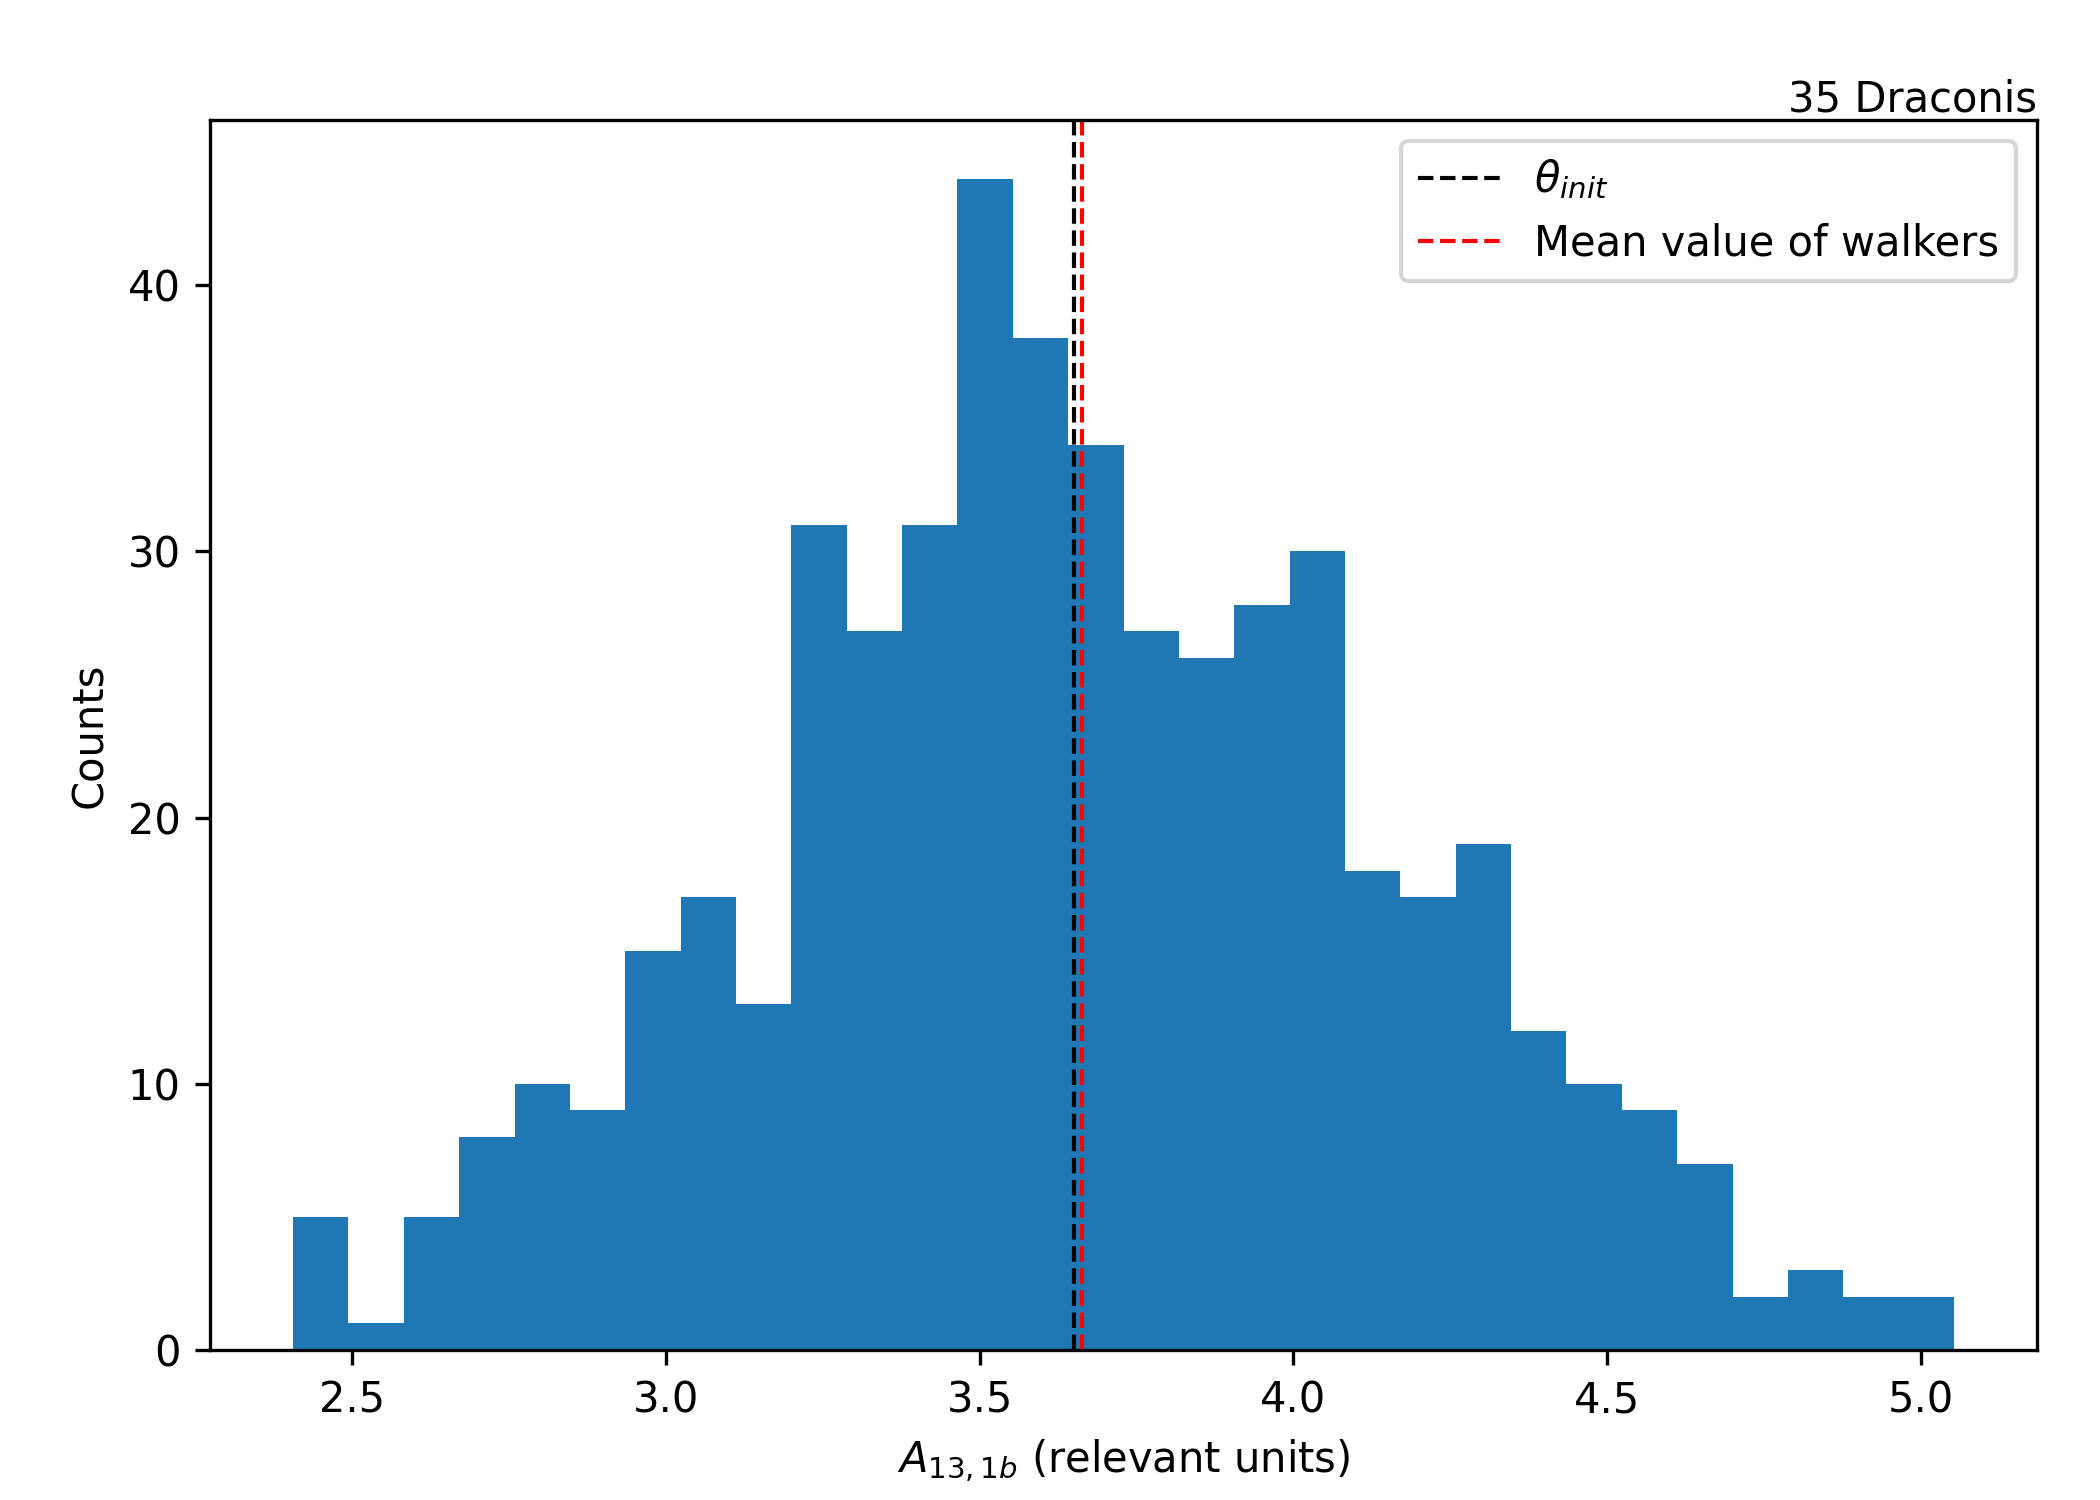 35 Draconis
θ_init
Mean value of walkers
40
30
20
10
0
Counts
2.5 3.0 3.5 4.0 4.5 5.0
A_13, 1b (relevant units)